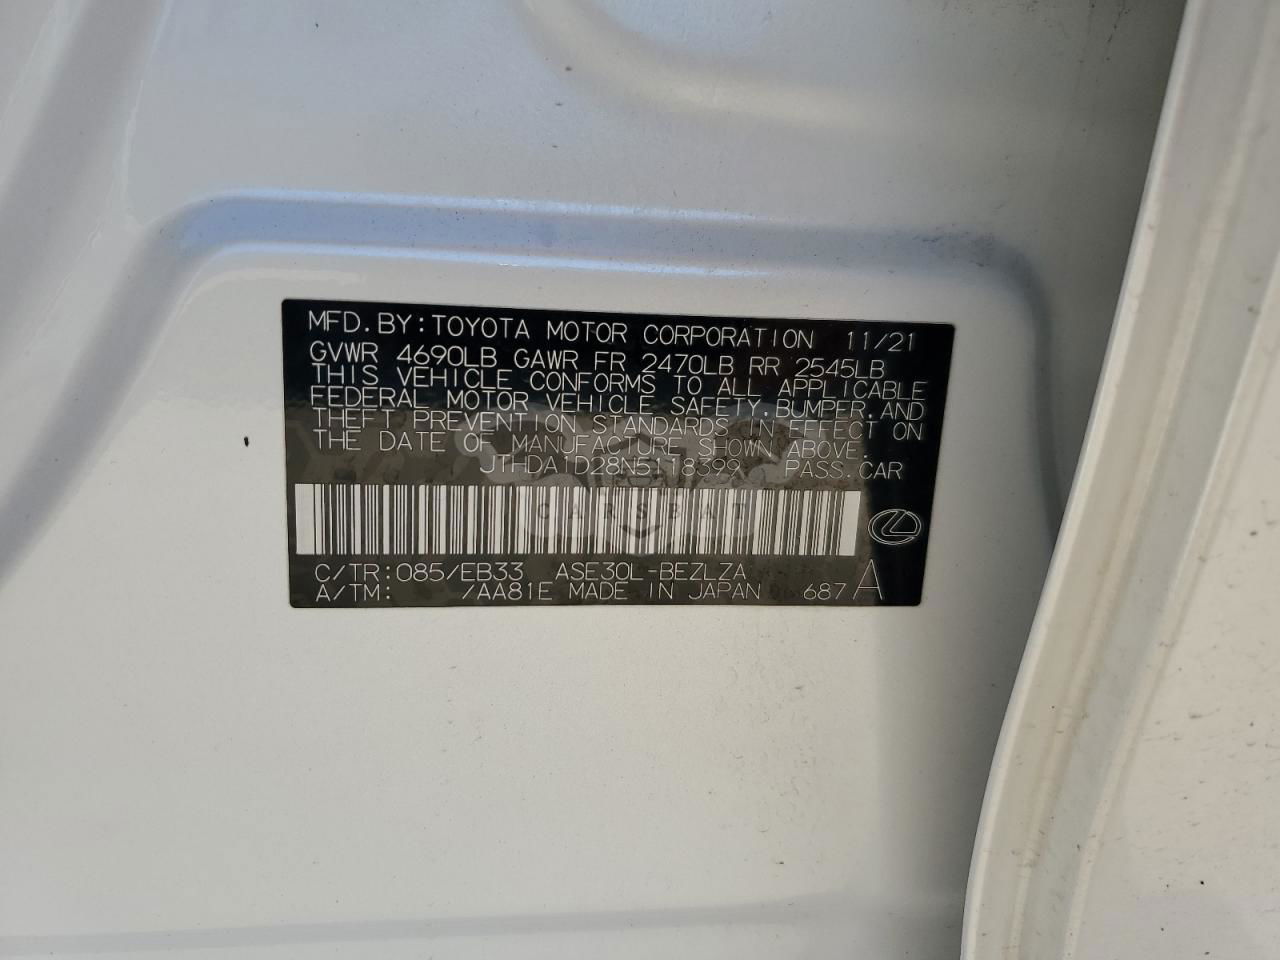 MFD.BY:TOYOTA MOTOR CORPORATION 11/21
GVWR 4690LB GAWR FR 2470LB RR 2545LB
THIS VEHICLE CONFORMS TO ALL APPLICABLE
FEDERAL MOTOR VEHICLE SAFETY,BUMPER,AND
THEFT PREVENTION STANDARDS IN EFFECT ON
THE DATE OF MANUFACTURE SHOWN ABOVE.
JTHDA1D28N5118399 PASS.CAR
CARSBAT
C/TR:085/EB33 ASE30L-BEZLZA
A/TM: /AA81E MADE IN JAPAN 687 A